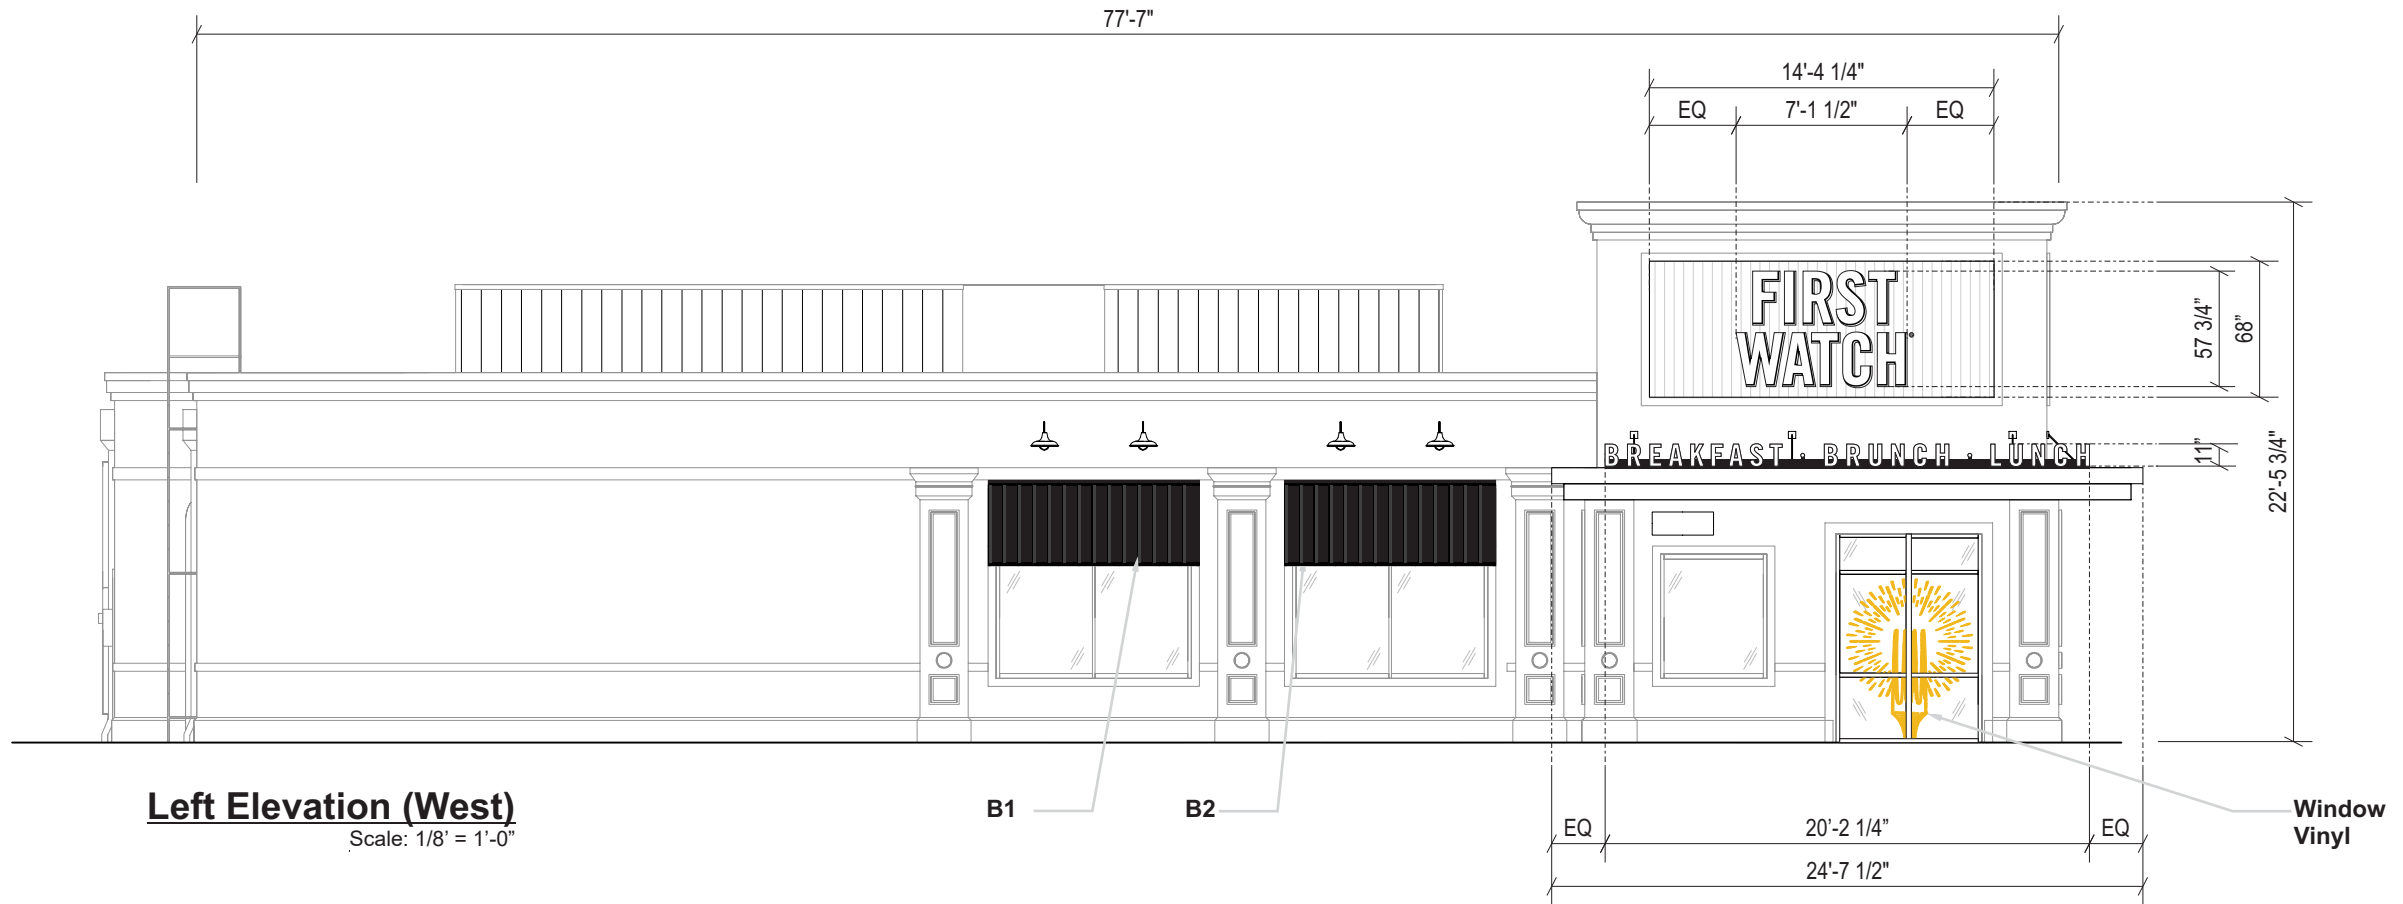 77'-7"
14'-4 1/4"
EQ 7'-1 1/2" EQ
FIRST
WATCH®
57 3/4”
68”
BREAKFAST • BRUNCH • LUNCH
11”
22'-5 3/4"
Left Elevation (West)
Scale: 1/8’ = 1’-0”
B1
B2
Window
Vinyl
EQ 20’-2 1/4” EQ
24'-7 1/2"